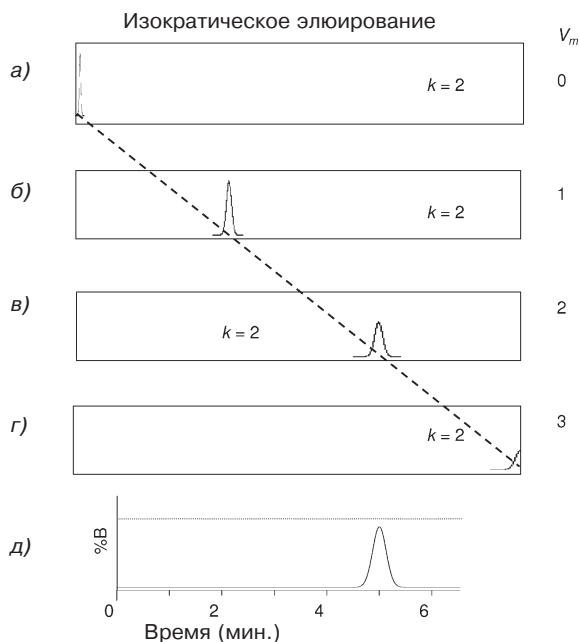 Изократическое элюирование
V_m
а)
k = 2
0
б)
k = 2
1
в)
k = 2
2
г)
k = 2
3
д)
%B
0 2 4 6
Время (мин.)